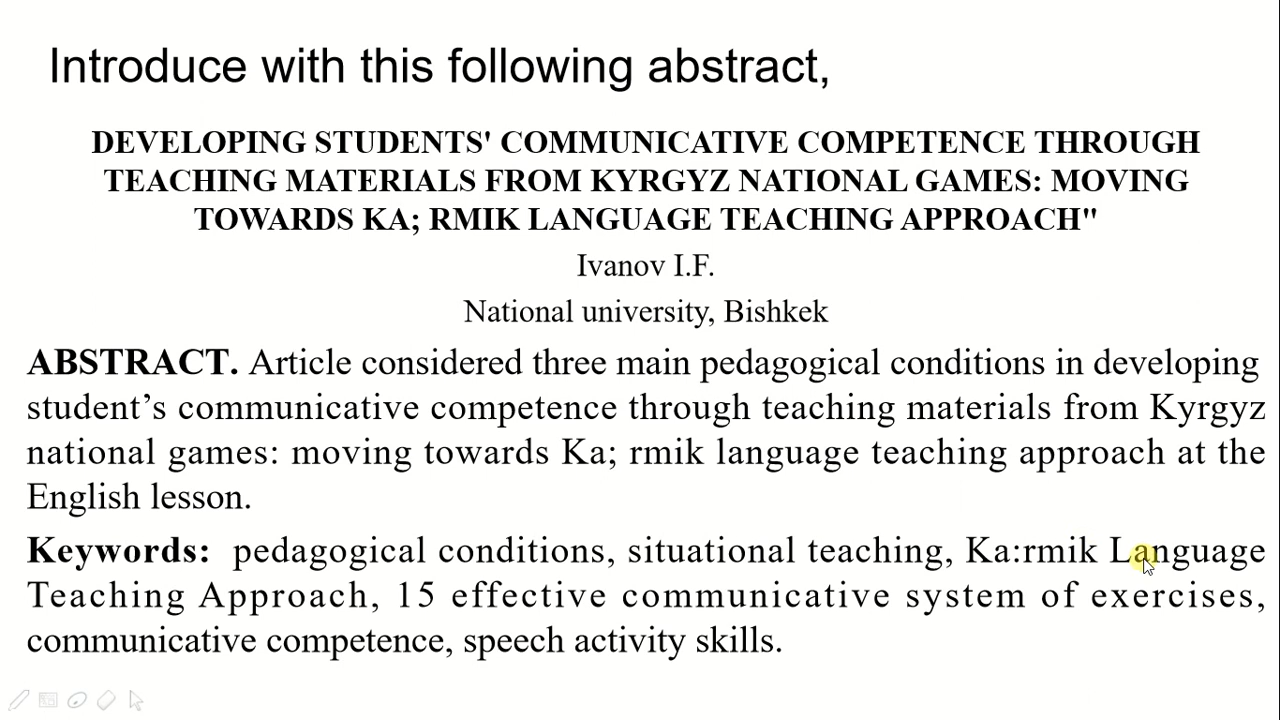 Introduce with this following abstract,
DEVELOPING STUDENTS' COMMUNICATIVE COMPETENCE THROUGH
TEACHING MATERIALS FROM KYRGYZ NATIONAL GAMES: MOVING
TOWARDS KA; RMIK LANGUAGE TEACHING APPROACH"
Ivanov I.F.
National university, Bishkek
ABSTRACT. Article considered three main pedagogical conditions in developing
student’s communicative competence through teaching materials from Kyrgyz
national games: moving towards Ka; rmik language teaching approach at the
English lesson.
Keywords: pedagogical conditions, situational teaching, Ka:rmik Language
Teaching Approach, 15 effective communicative system of exercises,
communicative competence, speech activity skills.